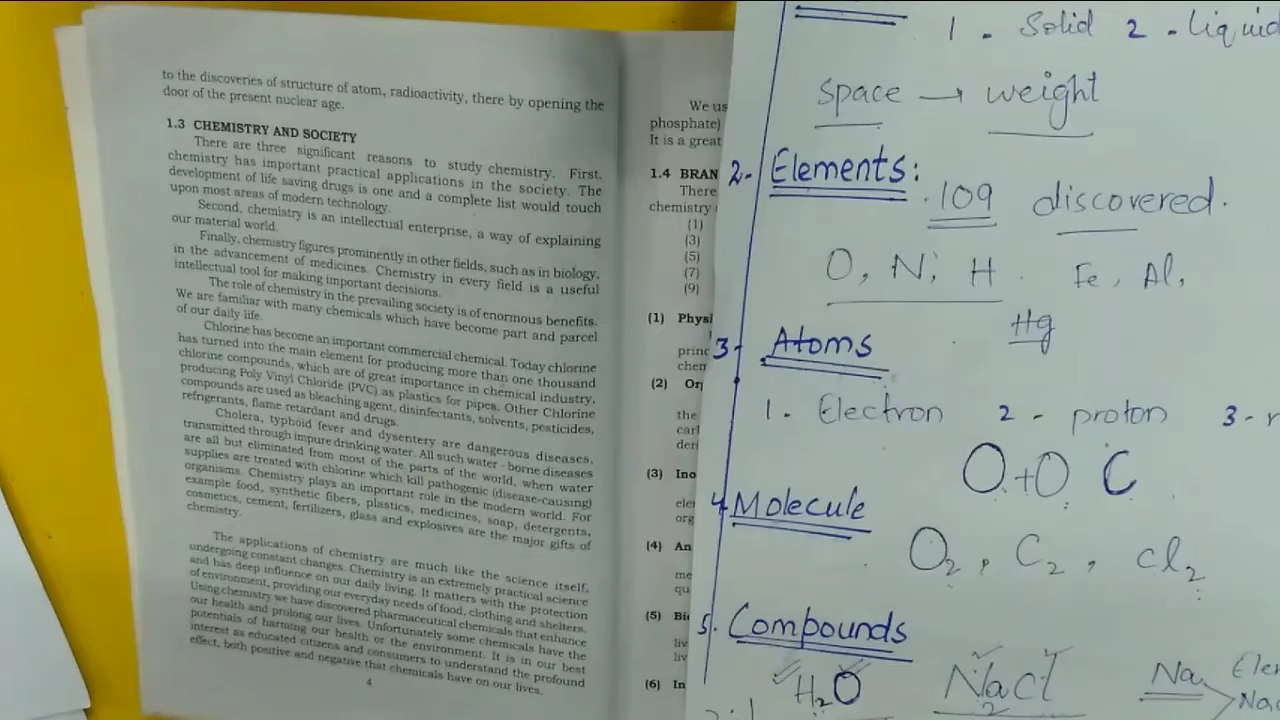 to the discoveries of structure of atom, radioactivity, there by opening the
door of the present nuclear age.
1.3 CHEMISTRY AND SOCIETY
There are three significant reasons to study chemistry. First,
chemistry has important practical applications in the society. The
development of life saving drugs is one and a complete list would touch
upon most areas of modern technology.
Second, chemistry is an intellectual enterprise, a way of explaining
our material world.
Finally, chemistry figures prominently in other fields, such as in biology,
in the advancement of medicines. Chemistry in every field is a useful
intellectual tool for making important decisions.
The role of chemistry in the prevailing society is of enormous benefits.
We are familiar with many chemicals which have become part and parcel
of our daily life.
Chlorine has become an important commercial chemical. Today chlorine
has turned into the main element for producing more than one thousand
chlorine compounds, which are of great importance in chemical industry,
producing Poly Vinyl Chloride (PVC) as plastics for pipes. Other Chlorine
compounds are used as bleaching agent, disinfectants, solvents, pesticides,
refrigerants, flame retardant and drugs.
Cholera, typhoid fever and dysentery are dangerous diseases,
transmitted through impure drinking water. All such water - borne diseases
are all but eliminated from most of the parts of the world, when water
supplies are treated with chlorine which kill pathogenic (disease-causing)
organisms. Chemistry plays an important role in the modern world. For
example food, synthetic fibers, plastics, medicines, soap, detergents,
cosmetics, cement, fertilizers, glass and explosives are the major gifts of
chemistry.
The applications of chemistry are much like the science itself,
undergoing constant changes. Chemistry is an extremely practical science
and has deep influence on our daily living. It matters with the protection
of environment, providing our everyday needs of food, clothing and shelters.
Using chemistry we have discovered pharmaceutical chemicals that enhance
our health and prolong our lives. Unfortunately some chemicals have the
potentials of harming our health or the environment. It is in our best
interest as educated citizens and consumers to understand the profound
effect, both positive and negative that chemicals have on our lives.
4
We us
phosphate)
It is a great
1.4 BRAN
There
chemistry
(1)
(3)
(5)
(7)
(9)
(1) Physi
princ
chem
(2) Or
the
carl
deri
(3) Ino
eler
org
(4) An
me
qu
(5) Bi
liv
liv
(6) In
1 - Solid 2 - liquid
space → weight
2- Elements:
109 discovered.
O, N, H Fe, Al,
Hg
3- Atoms
1- Electron 2- proton 3-
O+O C
4 Molecule
O₂, C₂, Cl₂
5. Compounds
H₂O NaCl Na Ele
2:1 2 Na